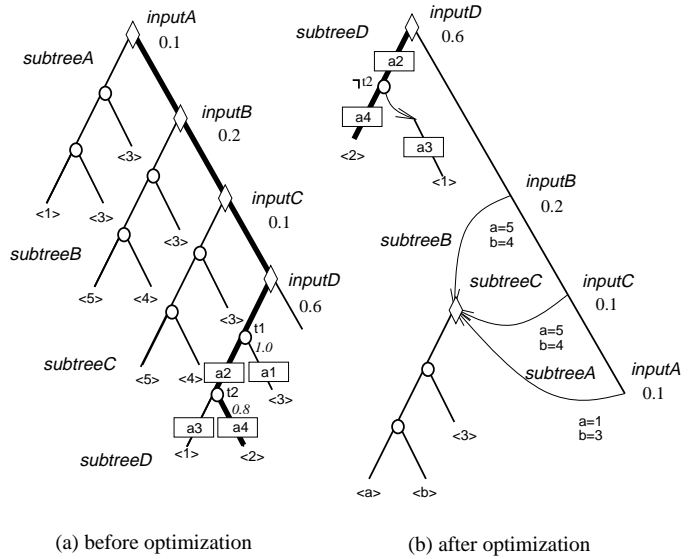 inputA
0.1
subtreeA
inputB
0.2
<3>
<1>
<3>
inputC
0.1
<3>
subtreeB
<5>
<4>
inputD
0.6
<3>
t1
1.0
subtreeC
<5>
<4>
a2
a1
<3>
t2
0.8
a3
a4
subtreeD
<1>
<2>
(a) before optimization
inputD
0.6
subtreeD
a2
¬t2
a4
a3
<2>
<1>
inputB
0.2
a=5
b=4
subtreeB
subtreeC
inputC
0.1
a=5
b=4
subtreeA
inputA
0.1
a=1
b=3
<3>
<a>
<b>
(b) after optimization